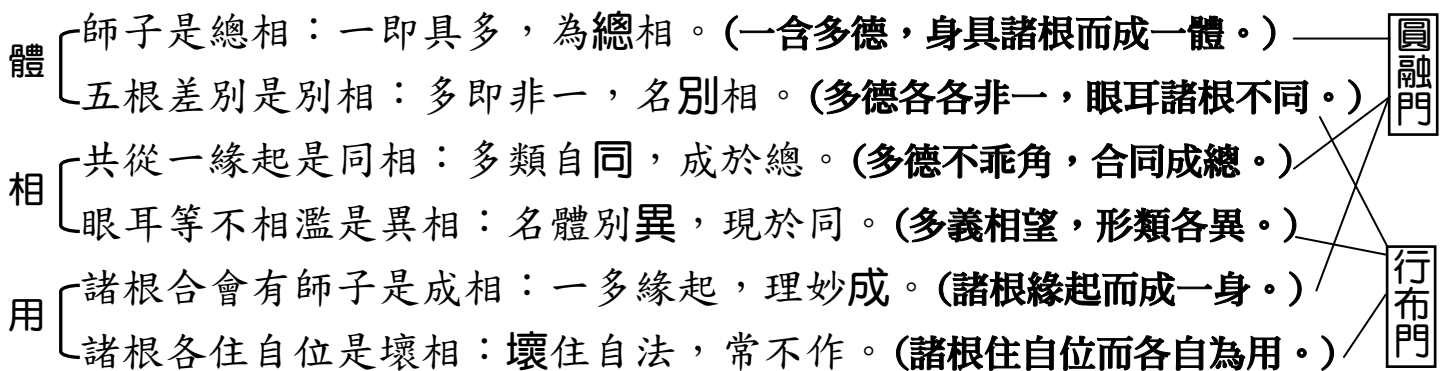 體
師子是總相：一即具多，為總相。(一含多德，身具諸根而成一體。)
五根差別是別相：多即非一，名別相。(多德各各非一，眼耳諸根不同。)
相
共從一緣起是同相：多類自同，成於總。(多德不乖角，合同成總。)
眼耳等不相濫是異相：名體別異，現於同。(多義相望，形類各異。)
用
諸根合會有師子是成相：一多緣起，理妙成。(諸根緣起而成一身。)
諸根各住自位是壞相：壞住自法，常不作。(諸根住自位而各自為用。)
圓融門
行布門